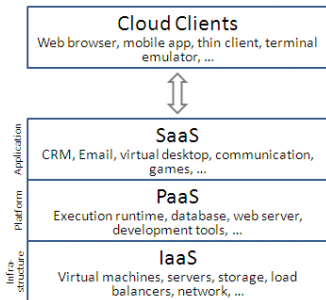 Cloud Clients
Web browser, mobile app, thin client, terminal
emulator, ...
Application
SaaS
CRM, Email, virtual desktop, communication,
games, ...
Platform
PaaS
Execution runtime, database, web server,
development tools, ...
Infra-
structure
IaaS
Virtual machines, servers, storage, load
balancers, network, ...